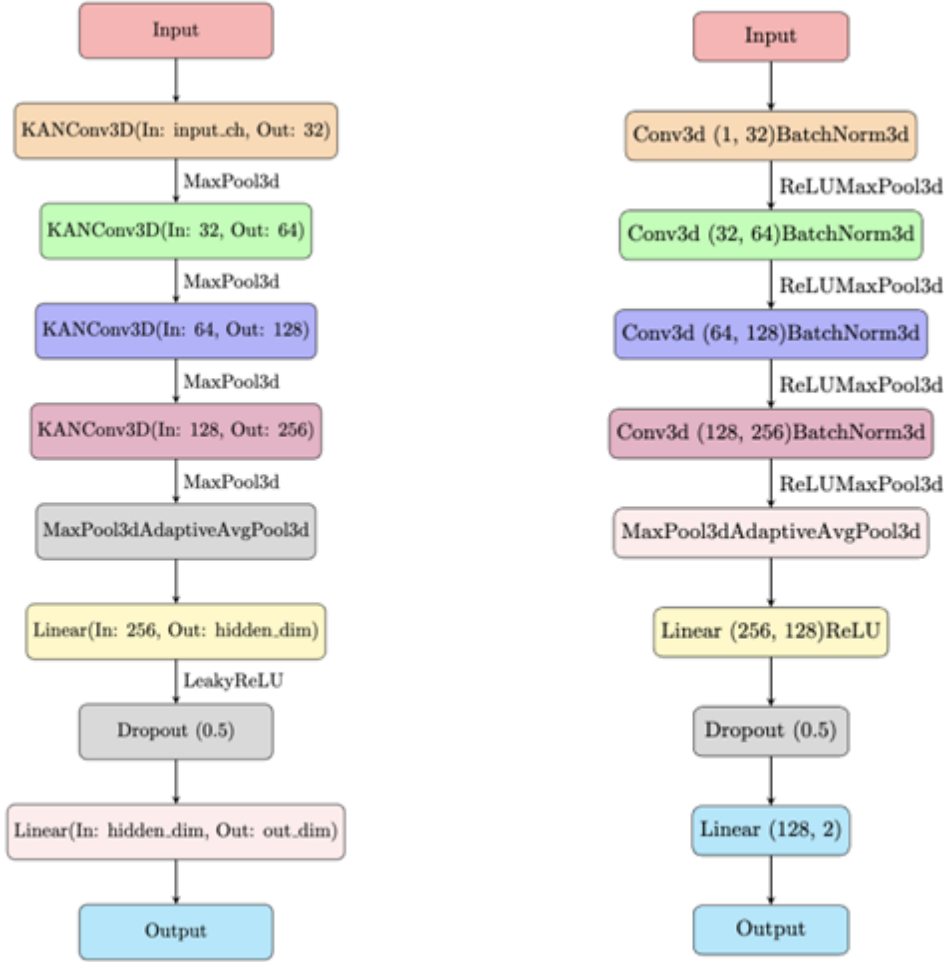 Input
KANConv3D(In: input_ch, Out: 32)
MaxPool3d
KANConv3D(In: 32, Out: 64)
MaxPool3d
KANConv3D(In: 64, Out: 128)
MaxPool3d
KANConv3D(In: 128, Out: 256)
MaxPool3d
MaxPool3dAdaptiveAvgPool3d
Linear(In: 256, Out: hidden_dim)
LeakyReLU
Dropout (0.5)
Linear(In: hidden_dim, Out: out_dim)
Output
Input
Conv3d (1, 32)BatchNorm3d
ReLUMaxPool3d
Conv3d (32, 64)BatchNorm3d
ReLUMaxPool3d
Conv3d (64, 128)BatchNorm3d
ReLUMaxPool3d
Conv3d (128, 256)BatchNorm3d
ReLUMaxPool3d
MaxPool3dAdaptiveAvgPool3d
Linear (256, 128)ReLU
Dropout (0.5)
Linear (128, 2)
Output